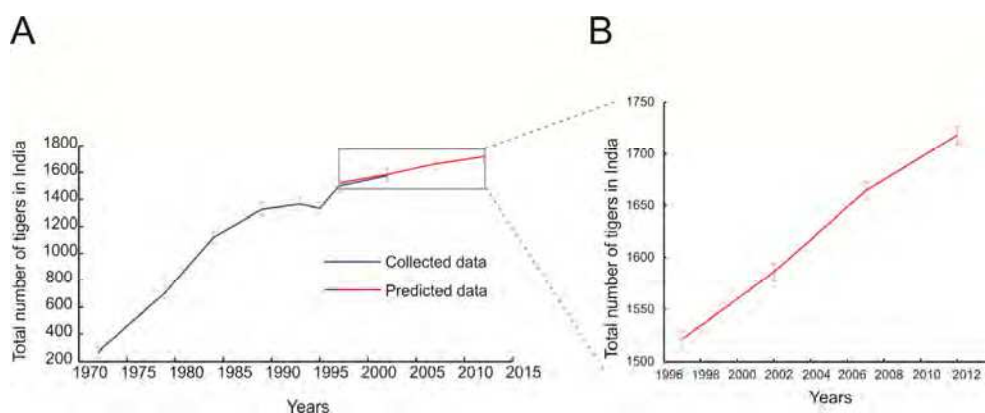 A
Total number of tigers in India
1800
1600
1400
1200
1000
800
600
400
200
1970 1975 1980 1985 1990 1995 2000 2005 2010 2015
Years
Collected data
Predicted data
B
Total number of tigers in India
1750
1700
1650
1600
1550
1500
1996 1998 2000 2002 2004 2006 2008 2010 2012
Years